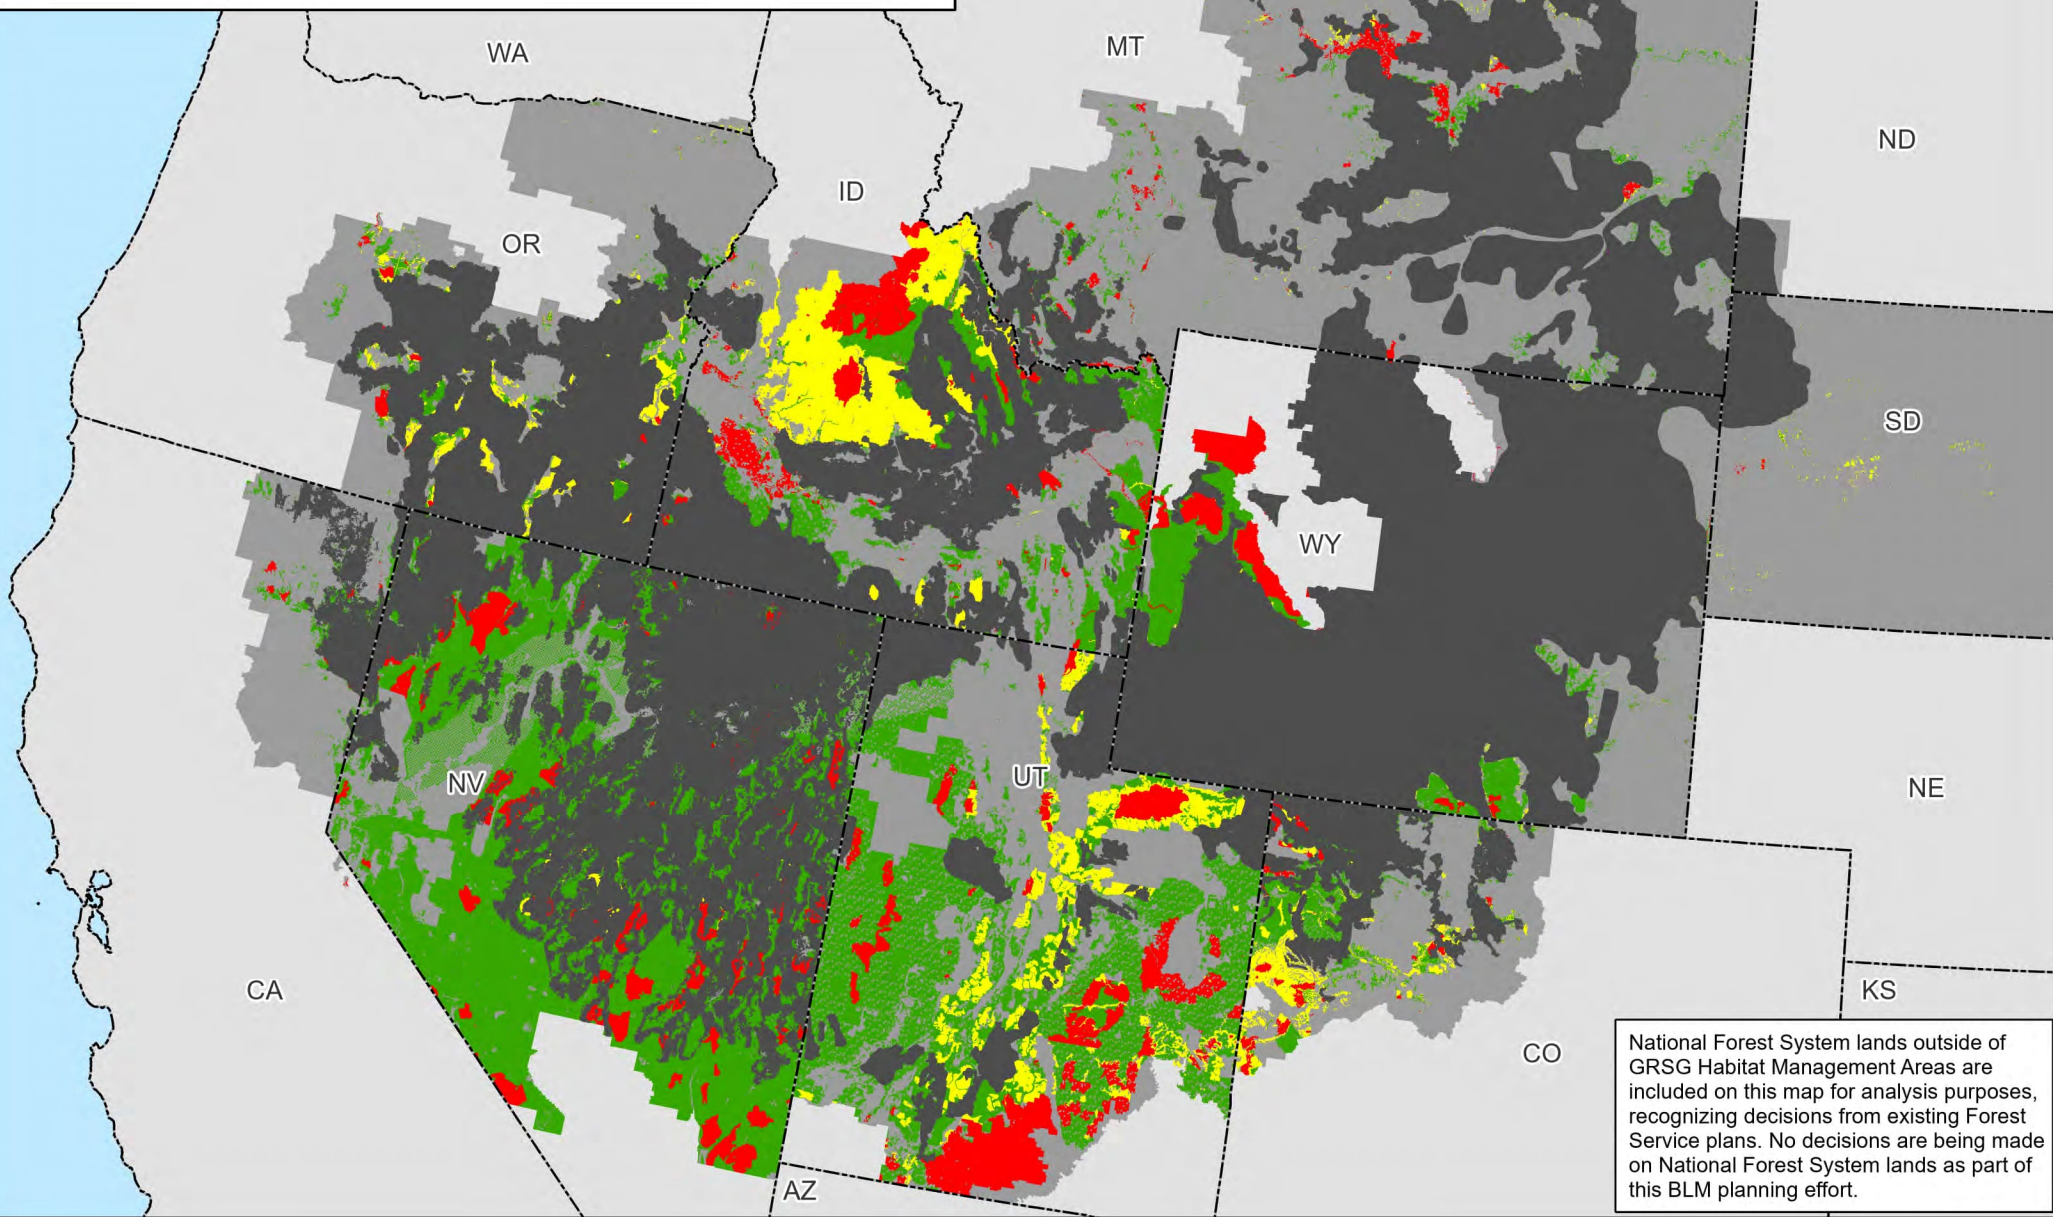 WA
MT
ND
ID
OR
SD
WY
NV
UT
NE
CA
KS
CO
AZ
National Forest System lands outside of
GRSG Habitat Management Areas are
included on this map for analysis purposes,
recognizing decisions from existing Forest
Service plans. No decisions are being made
on National Forest System lands as part of
this BLM planning effort.